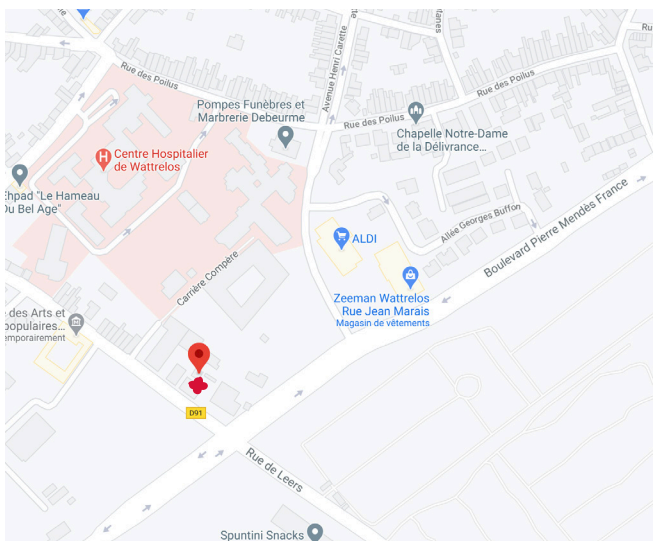 Rue des Poilus
Avenue Henri Carette
Pompes Funèbres et
Marbrerie Debeurme
Rue des Poilus
Rue des Poilus
Chapelle Notre-Dame
de la Délivrance...
Centre Hospitalier
de Wattrelos
Ehpad "Le Hameau
Du Bel Age"
Allée Georges Buffon
Boulevard Pierre Mendès France
ALDI
Carrière Compère
Zeeman Wattrelos
Rue Jean Marais
Magasin de vêtements
des Arts et
populaires...
emporairement
D91
Rue de Leers
Spuntini Snacks